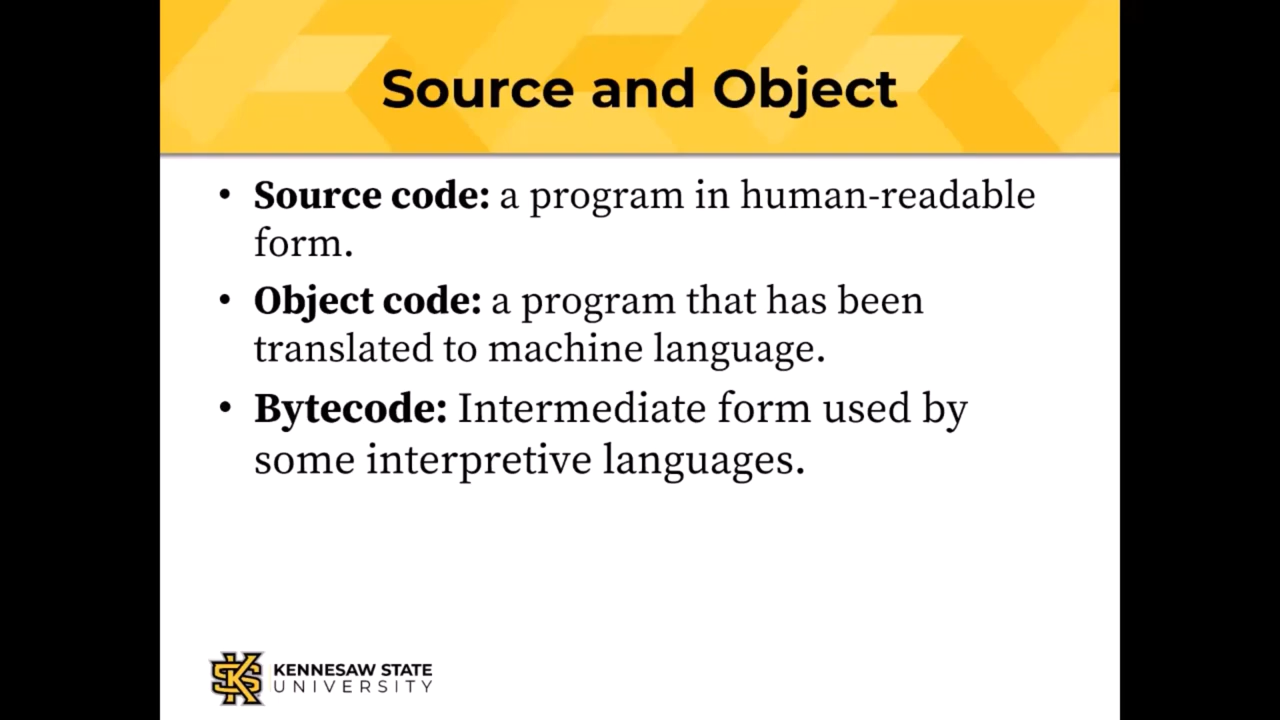 Source and Object
• Source code: a program in human-readable
form.
• Object code: a program that has been
translated to machine language.
• Bytecode: Intermediate form used by
some interpretive languages.
KENNESAW STATE
UNIVERSITY